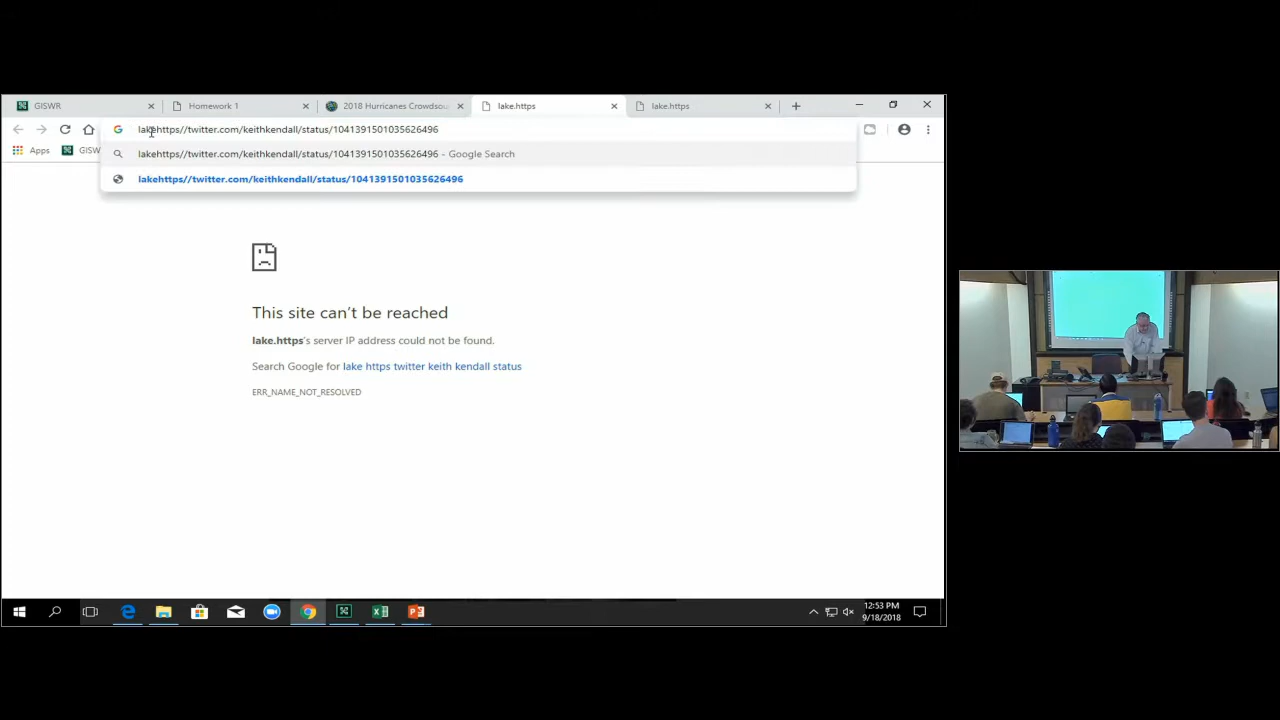 GISWR
Homework 1
2018 Hurricanes Crowdsou
lake.https
lake.https
lakehttps//twitter.com/keithkendall/status/1041391501035626496
Apps
GISW
lakehttps//twitter.com/keithkendall/status/1041391501035626496 - Google Search
lakehttps//twitter.com/keithkendall/status/1041391501035626496
This site can't be reached
lake.https's server IP address could not be found.
Search Google for lake https twitter keith kendall status
ERR_NAME_NOT_RESOLVED
12:53 PM
9/18/2018